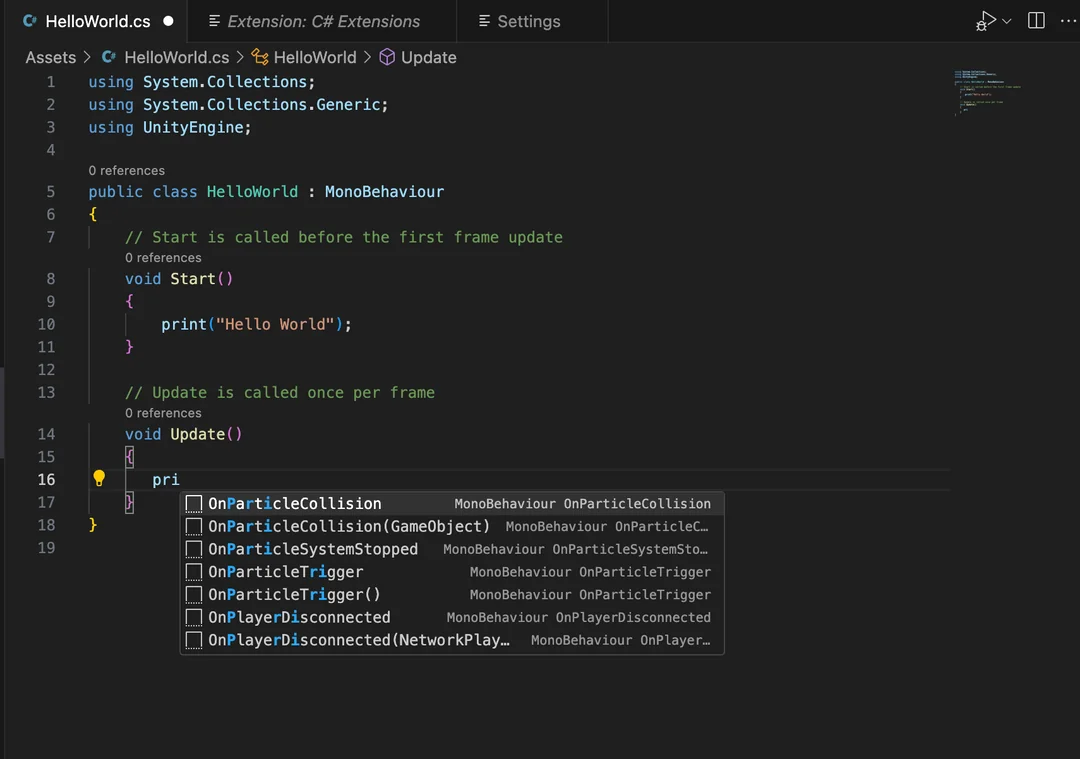 HelloWorld.cs
Extension: C# Extensions
Settings
Assets > HelloWorld.cs > HelloWorld > Update
1 using System.Collections;
2 using System.Collections.Generic;
3 using UnityEngine;
4
0 references
5 public class HelloWorld : MonoBehaviour
6 {
7 // Start is called before the first frame update
0 references
8 void Start()
9 {
10 print("Hello World");
11 }
12
13 // Update is called once per frame
0 references
14 void Update()
15 {
16 pri
17 }
18 }
19
OnParticleCollision MonoBehaviour OnParticleCollision
OnParticleCollision(GameObject) MonoBehaviour OnParticleC…
OnParticleSystemStopped MonoBehaviour OnParticleSystemSto…
OnParticleTrigger MonoBehaviour OnParticleTrigger
OnParticleTrigger() MonoBehaviour OnParticleTrigger
OnPlayerDisconnected MonoBehaviour OnPlayerDisconnected
OnPlayerDisconnected(NetworkPlay… MonoBehaviour OnPlayer…